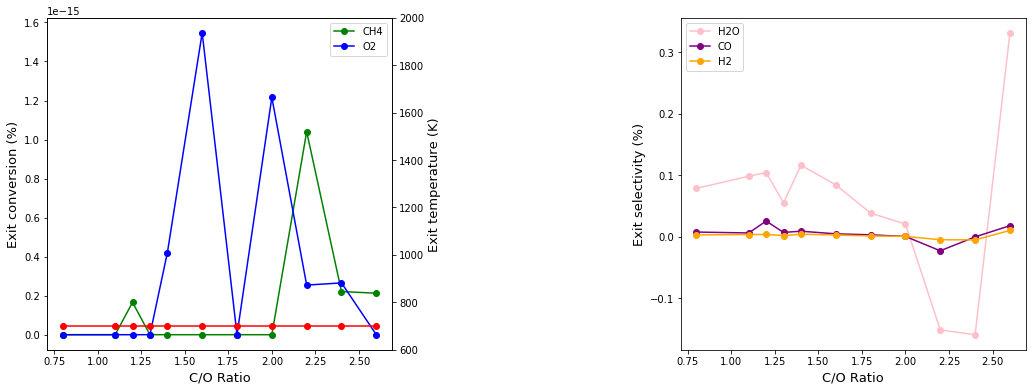 1e−15
CH4
O2
Exit conversion (%)
1.6
1.4
1.2
1.0
0.8
0.6
0.4
0.2
0.0
0.75 1.00 1.25 1.50 1.75 2.00 2.25 2.50
C/O Ratio
2000
1800
1600
1400
1200
1000
800
600
Exit temperature (K)
H2O
CO
H2
Exit selectivity (%)
0.3
0.2
0.1
0.0
−0.1
0.75 1.00 1.25 1.50 1.75 2.00 2.25 2.50
C/O Ratio